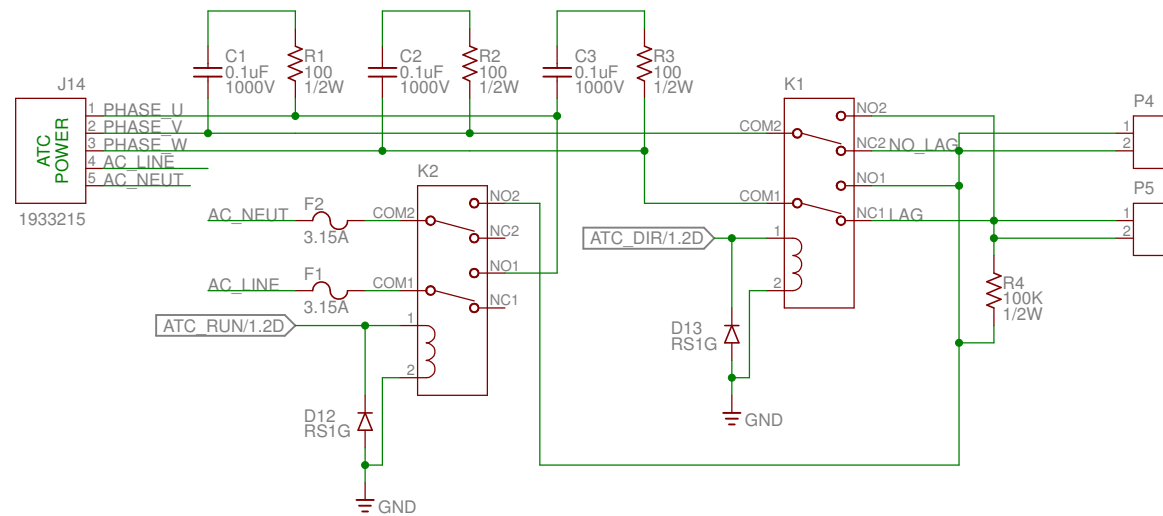 J14
ATC
POWER
1933215
1 PHASE_U
2 PHASE_V
3 PHASE_W
4 AC_LINE
5 AC_NEUT
C1
0.1uF
1000V
R1
100
1/2W
C2
0.1uF
1000V
R2
100
1/2W
C3
0.1uF
1000V
R3
100
1/2W
K1
NO2
COM2
NC2
NO_LAG
NO1
COM1
NC1
LAG
1
2
P4
1
2
P5
1
2
K2
NO2
COM2
NC2
NO1
COM1
NC1
1
2
AC_NEUT
F2
3.15A
AC_LINE
F1
3.15A
ATC_RUN/1.2D
ATC_DIR/1.2D
D13
RS1G
GND
R4
100K
1/2W
D12
RS1G
GND